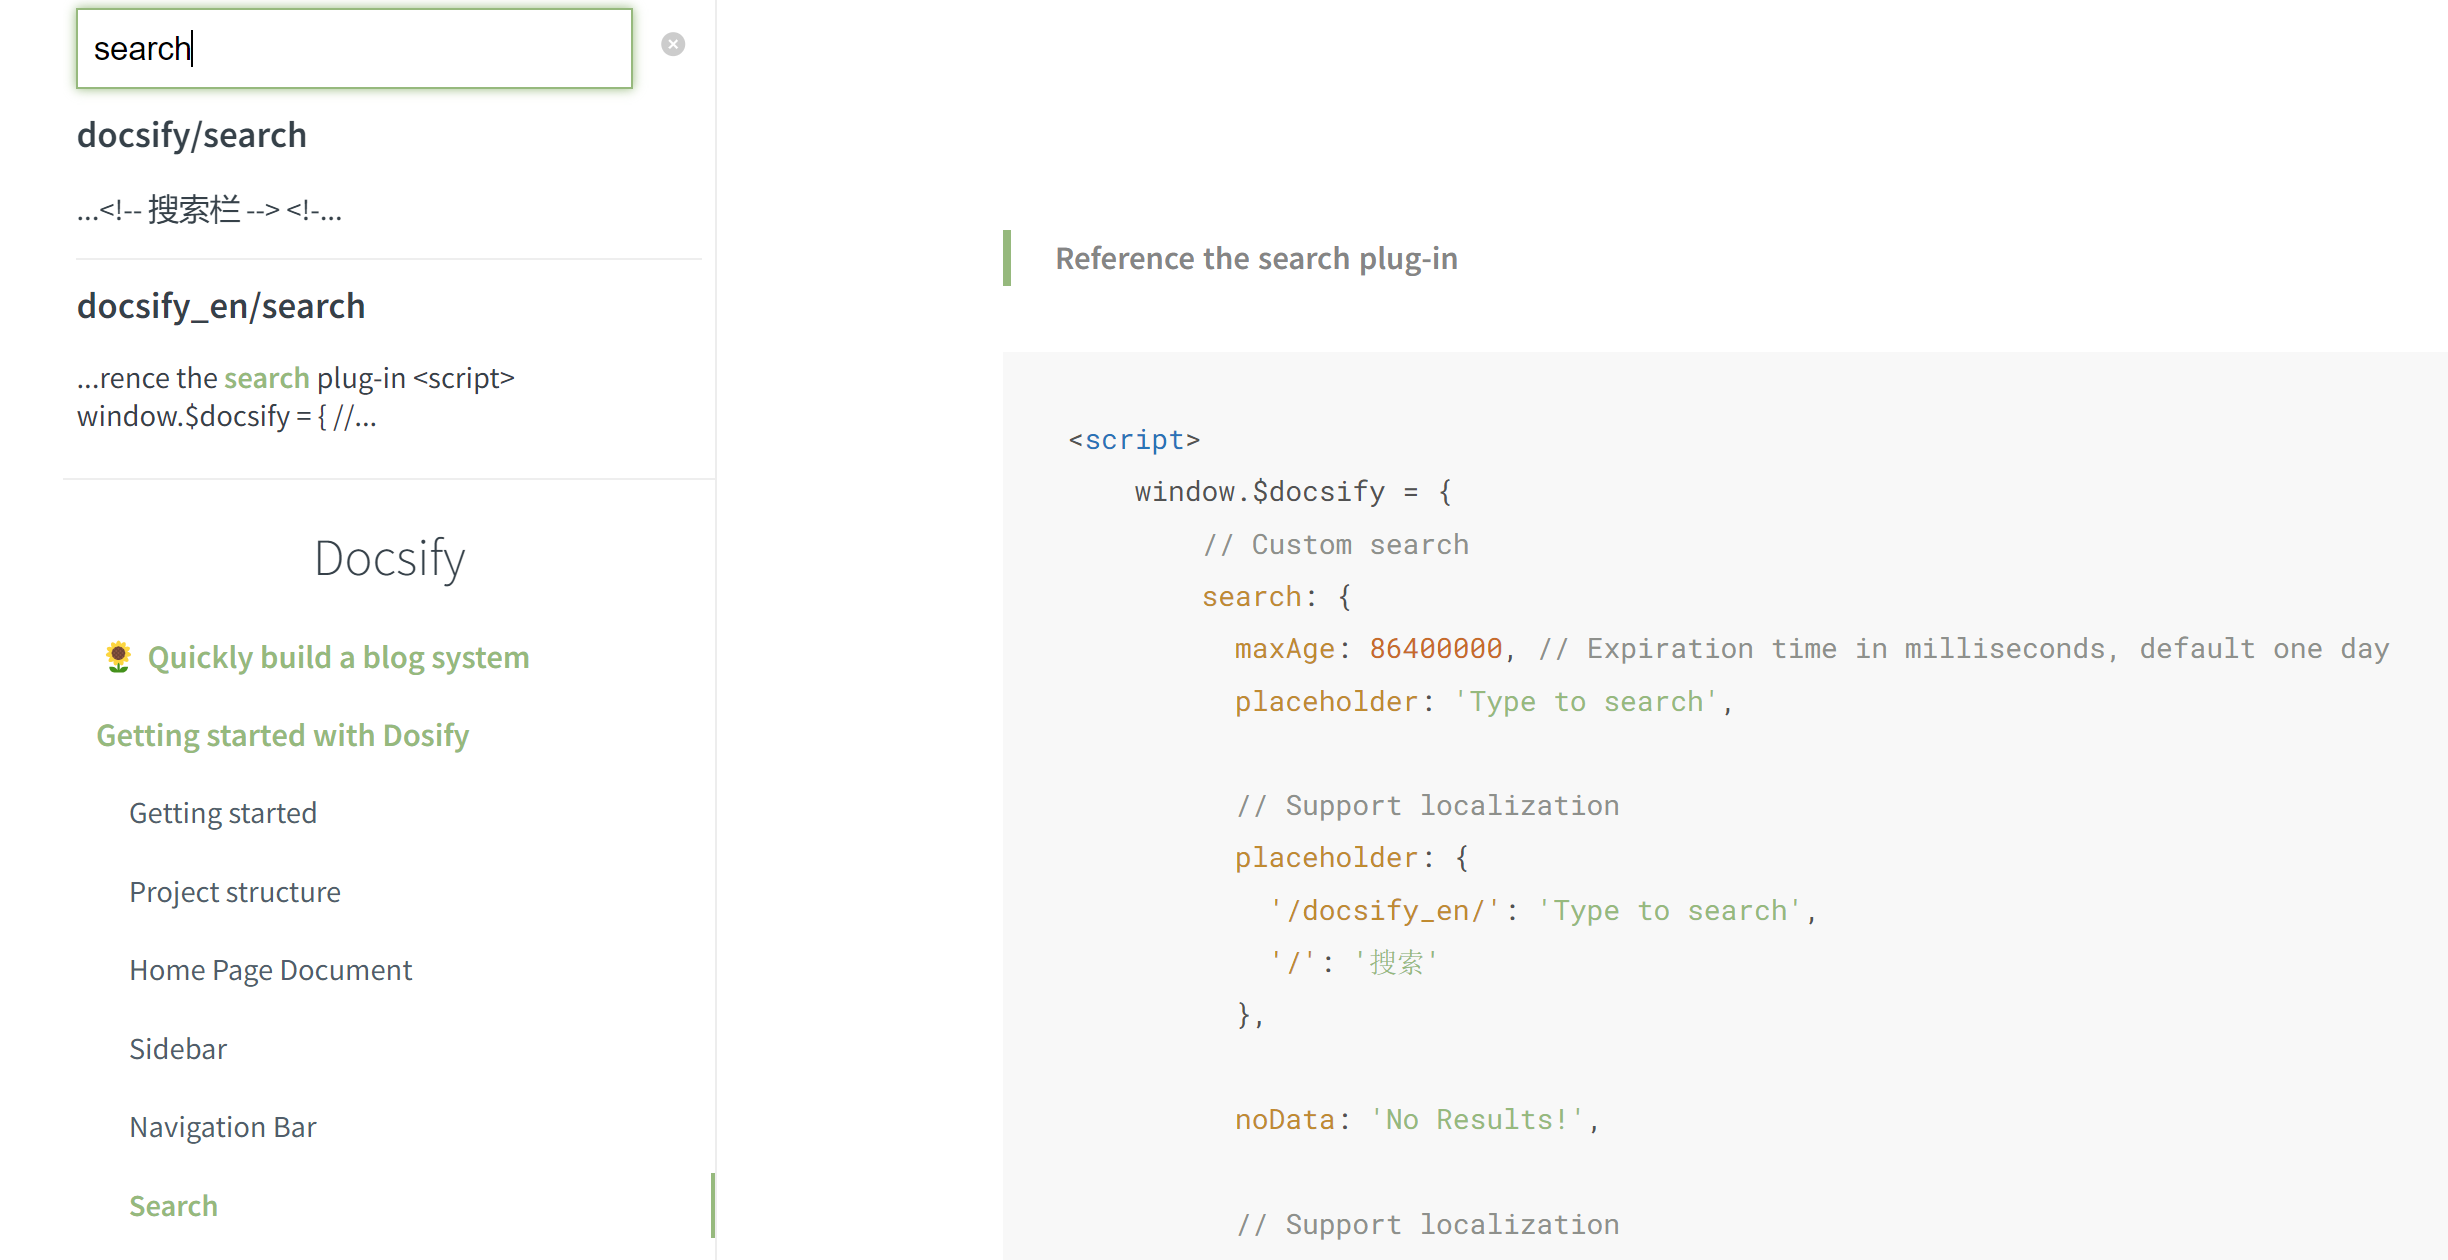 search
docsify/search
...<!-- 搜索栏 --> <!-...
docsify_en/search
...rence the search plug-in <script>
window.$docsify = { //...
Docsify
🌻 Quickly build a blog system
Getting started with Dosify
Getting started
Project structure
Home Page Document
Sidebar
Navigation Bar
Search
Reference the search plug-in
<script>
window.$docsify = {
// Custom search
search: {
maxAge: 86400000, // Expiration time in milliseconds, default one day
placeholder: 'Type to search',
// Support localization
placeholder: {
'/docsify_en/': 'Type to search',
'/': '搜索'
},
noData: 'No Results!',
// Support localization